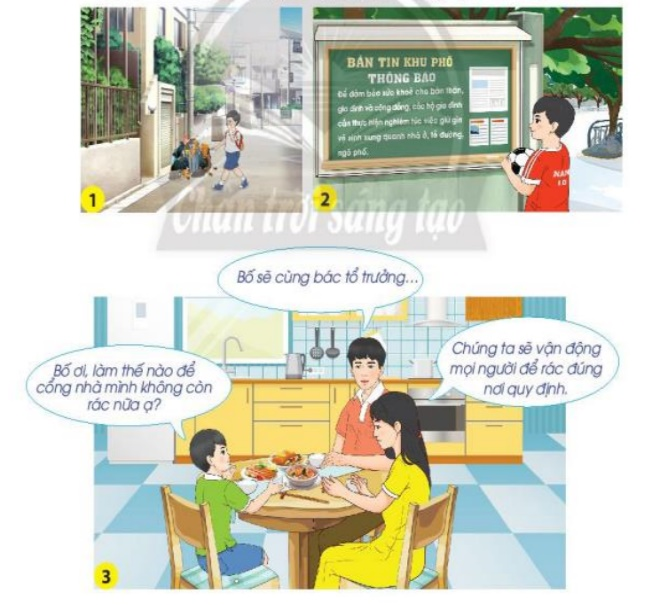 BẢN TIN KHU PHỐ
THÔNG BÁO
Để đảm bảo sức khoẻ cho bản thân,
gia đình và cộng đồng, các hộ gia đình
cần thực hiện nghiêm túc việc giữ gìn
vệ sinh xung quanh nhà ở, hè đường,
ngõ phố.
NAM
10
1
2
Chân trời sáng tạo
Bố sẽ cùng bác tổ trưởng...
Bố ơi, làm thế nào để
cổng nhà mình không còn
rác nữa ạ?
Chúng ta sẽ vận động
mọi người để rác đúng
nơi quy định.
3